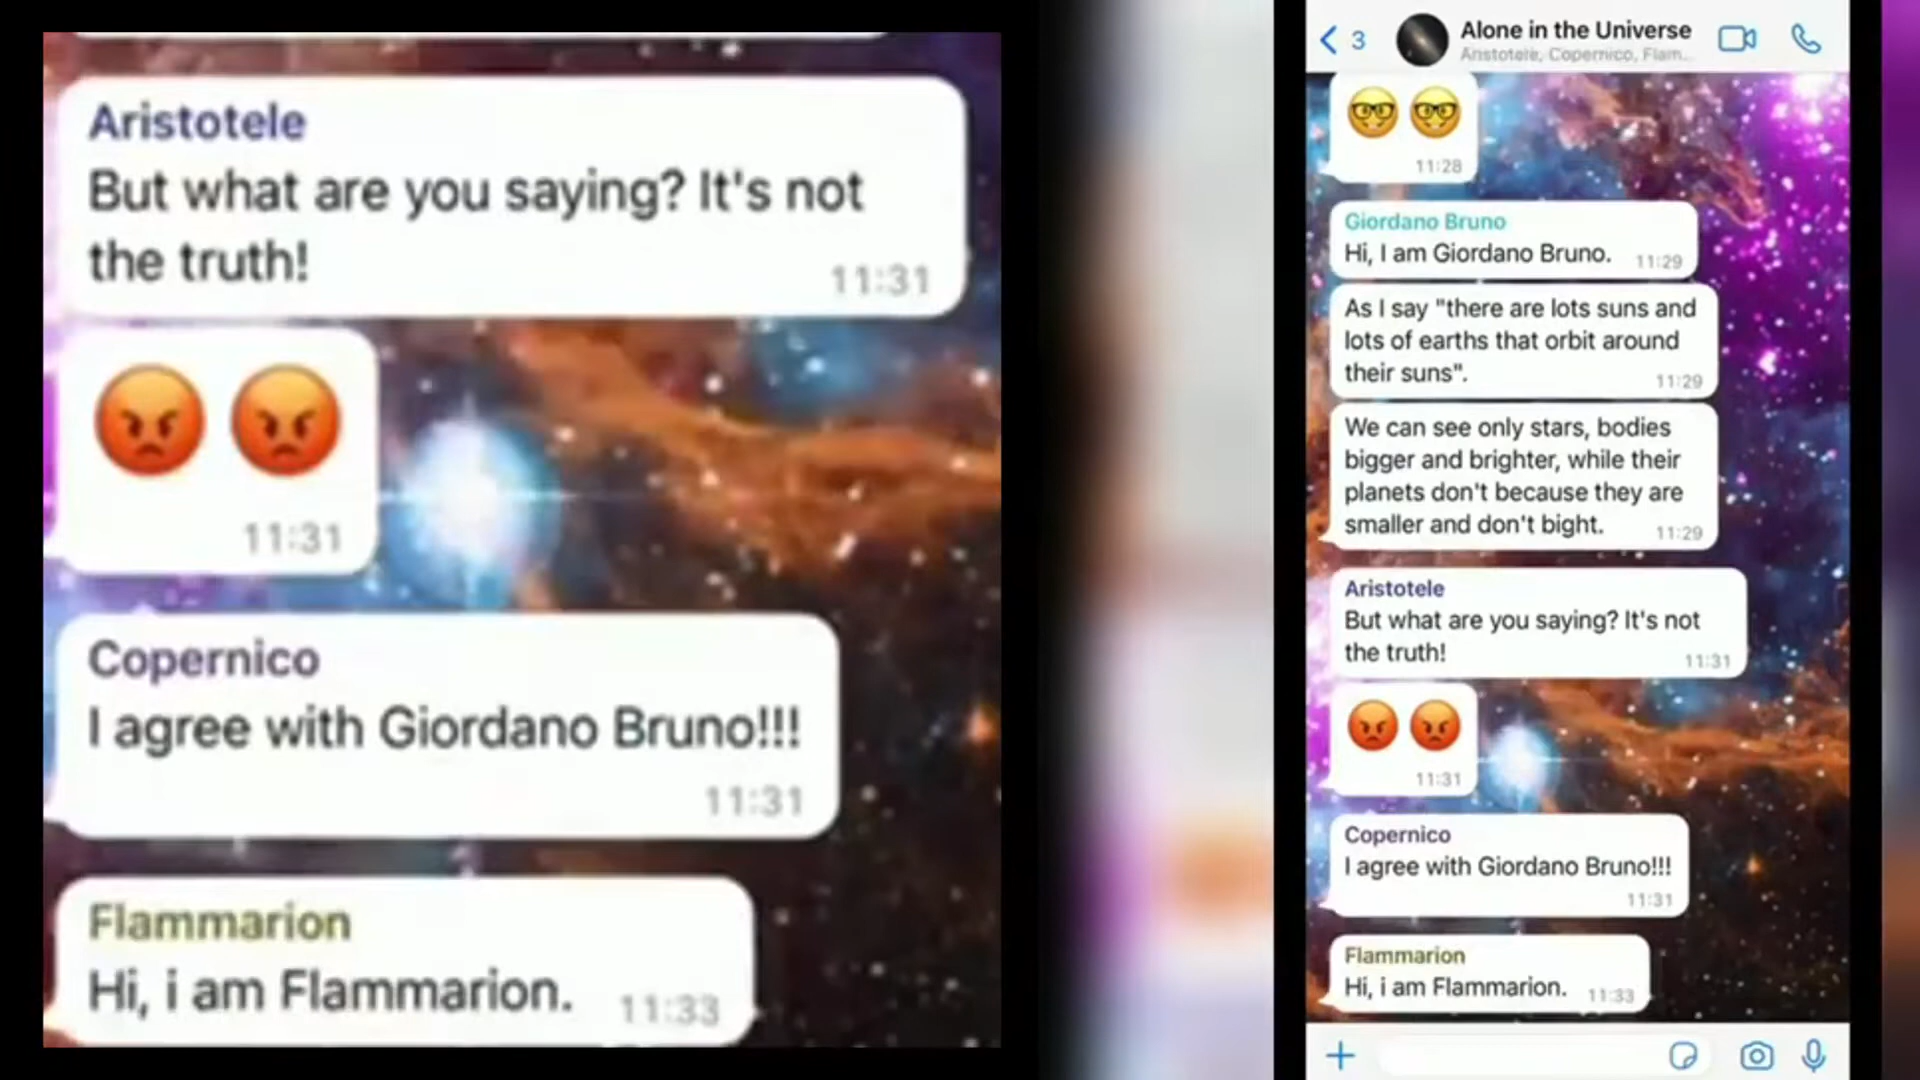 Aristotele
But what are you saying? It's not
the truth!
11:31
11:31
Copernico
I agree with Giordano Bruno!!!
11:31
Flammarion
Hi, i am Flammarion.
11:33
3
Alone in the Universe
Aristotele, Copernico, Flam...
11:28
Giordano Bruno
Hi, I am Giordano Bruno.
11:29
As I say "there are lots suns and
lots of earths that orbit around
their suns".
11:29
We can see only stars, bodies
bigger and brighter, while their
planets don't because they are
smaller and don't bight.
11:29
Aristotele
But what are you saying? It's not
the truth!
11:31
11:31
Copernico
I agree with Giordano Bruno!!!
11:31
Flammarion
Hi, i am Flammarion.
11:33